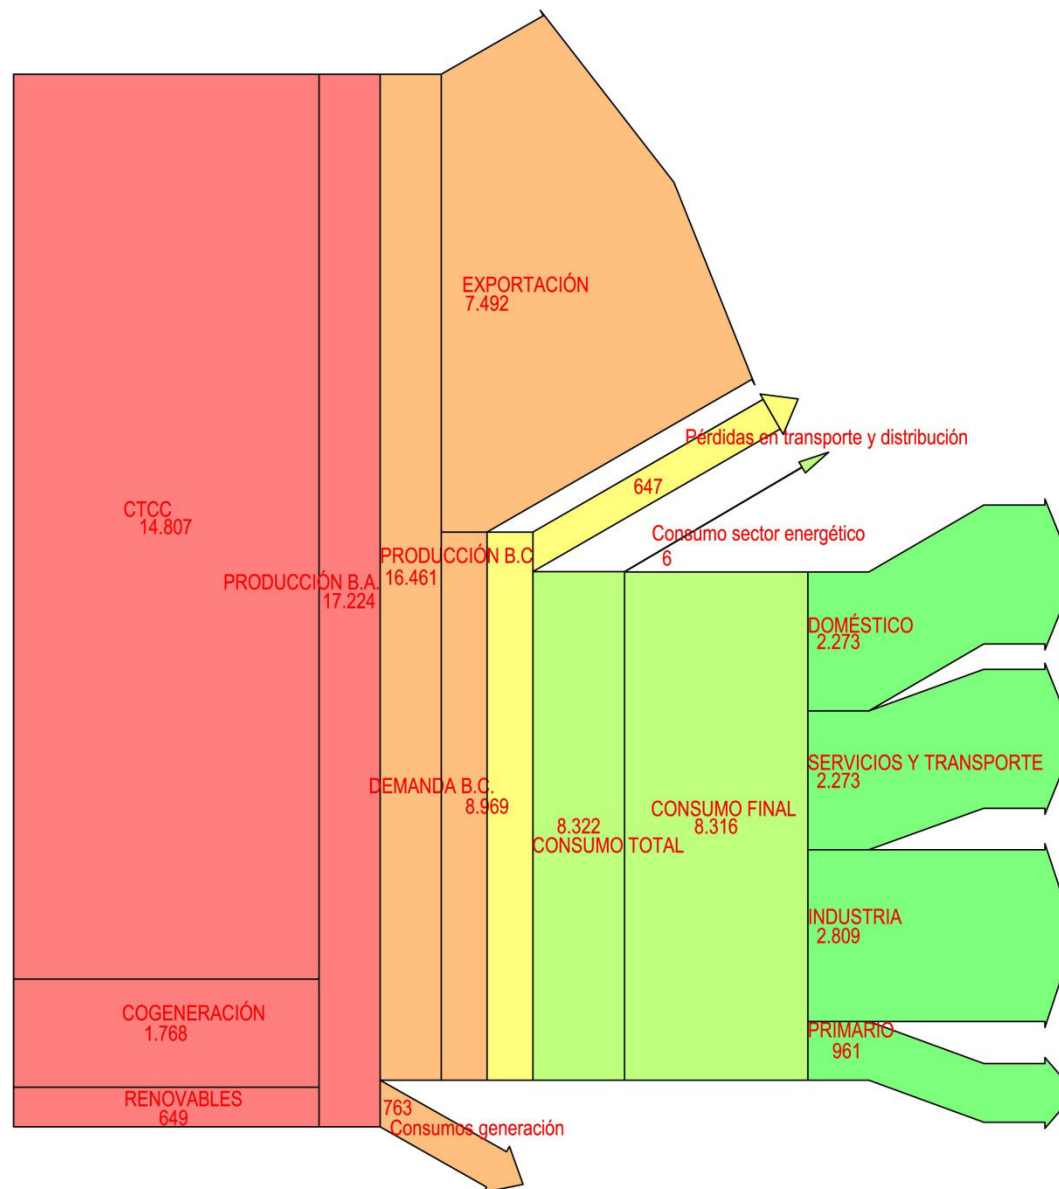 EXPORTACIÓN
7.492
Pérdidas en transporte y distribución
647
CTCC
14.807
Consumo sector energético
6
PRODUCCIÓN B.C
16.461
PRODUCCIÓN B.A.
17.224
DOMÉSTICO
2.273
SERVICIOS Y TRANSPORTE
2.273
DEMANDA B.C.
8.969
CONSUMO FINAL
8.316
8.322
CONSUMO TOTAL
INDUSTRIA
2.809
COGENERACIÓN
1.768
PRIMARIO
961
RENOVABLES
649
763
Consumos generación